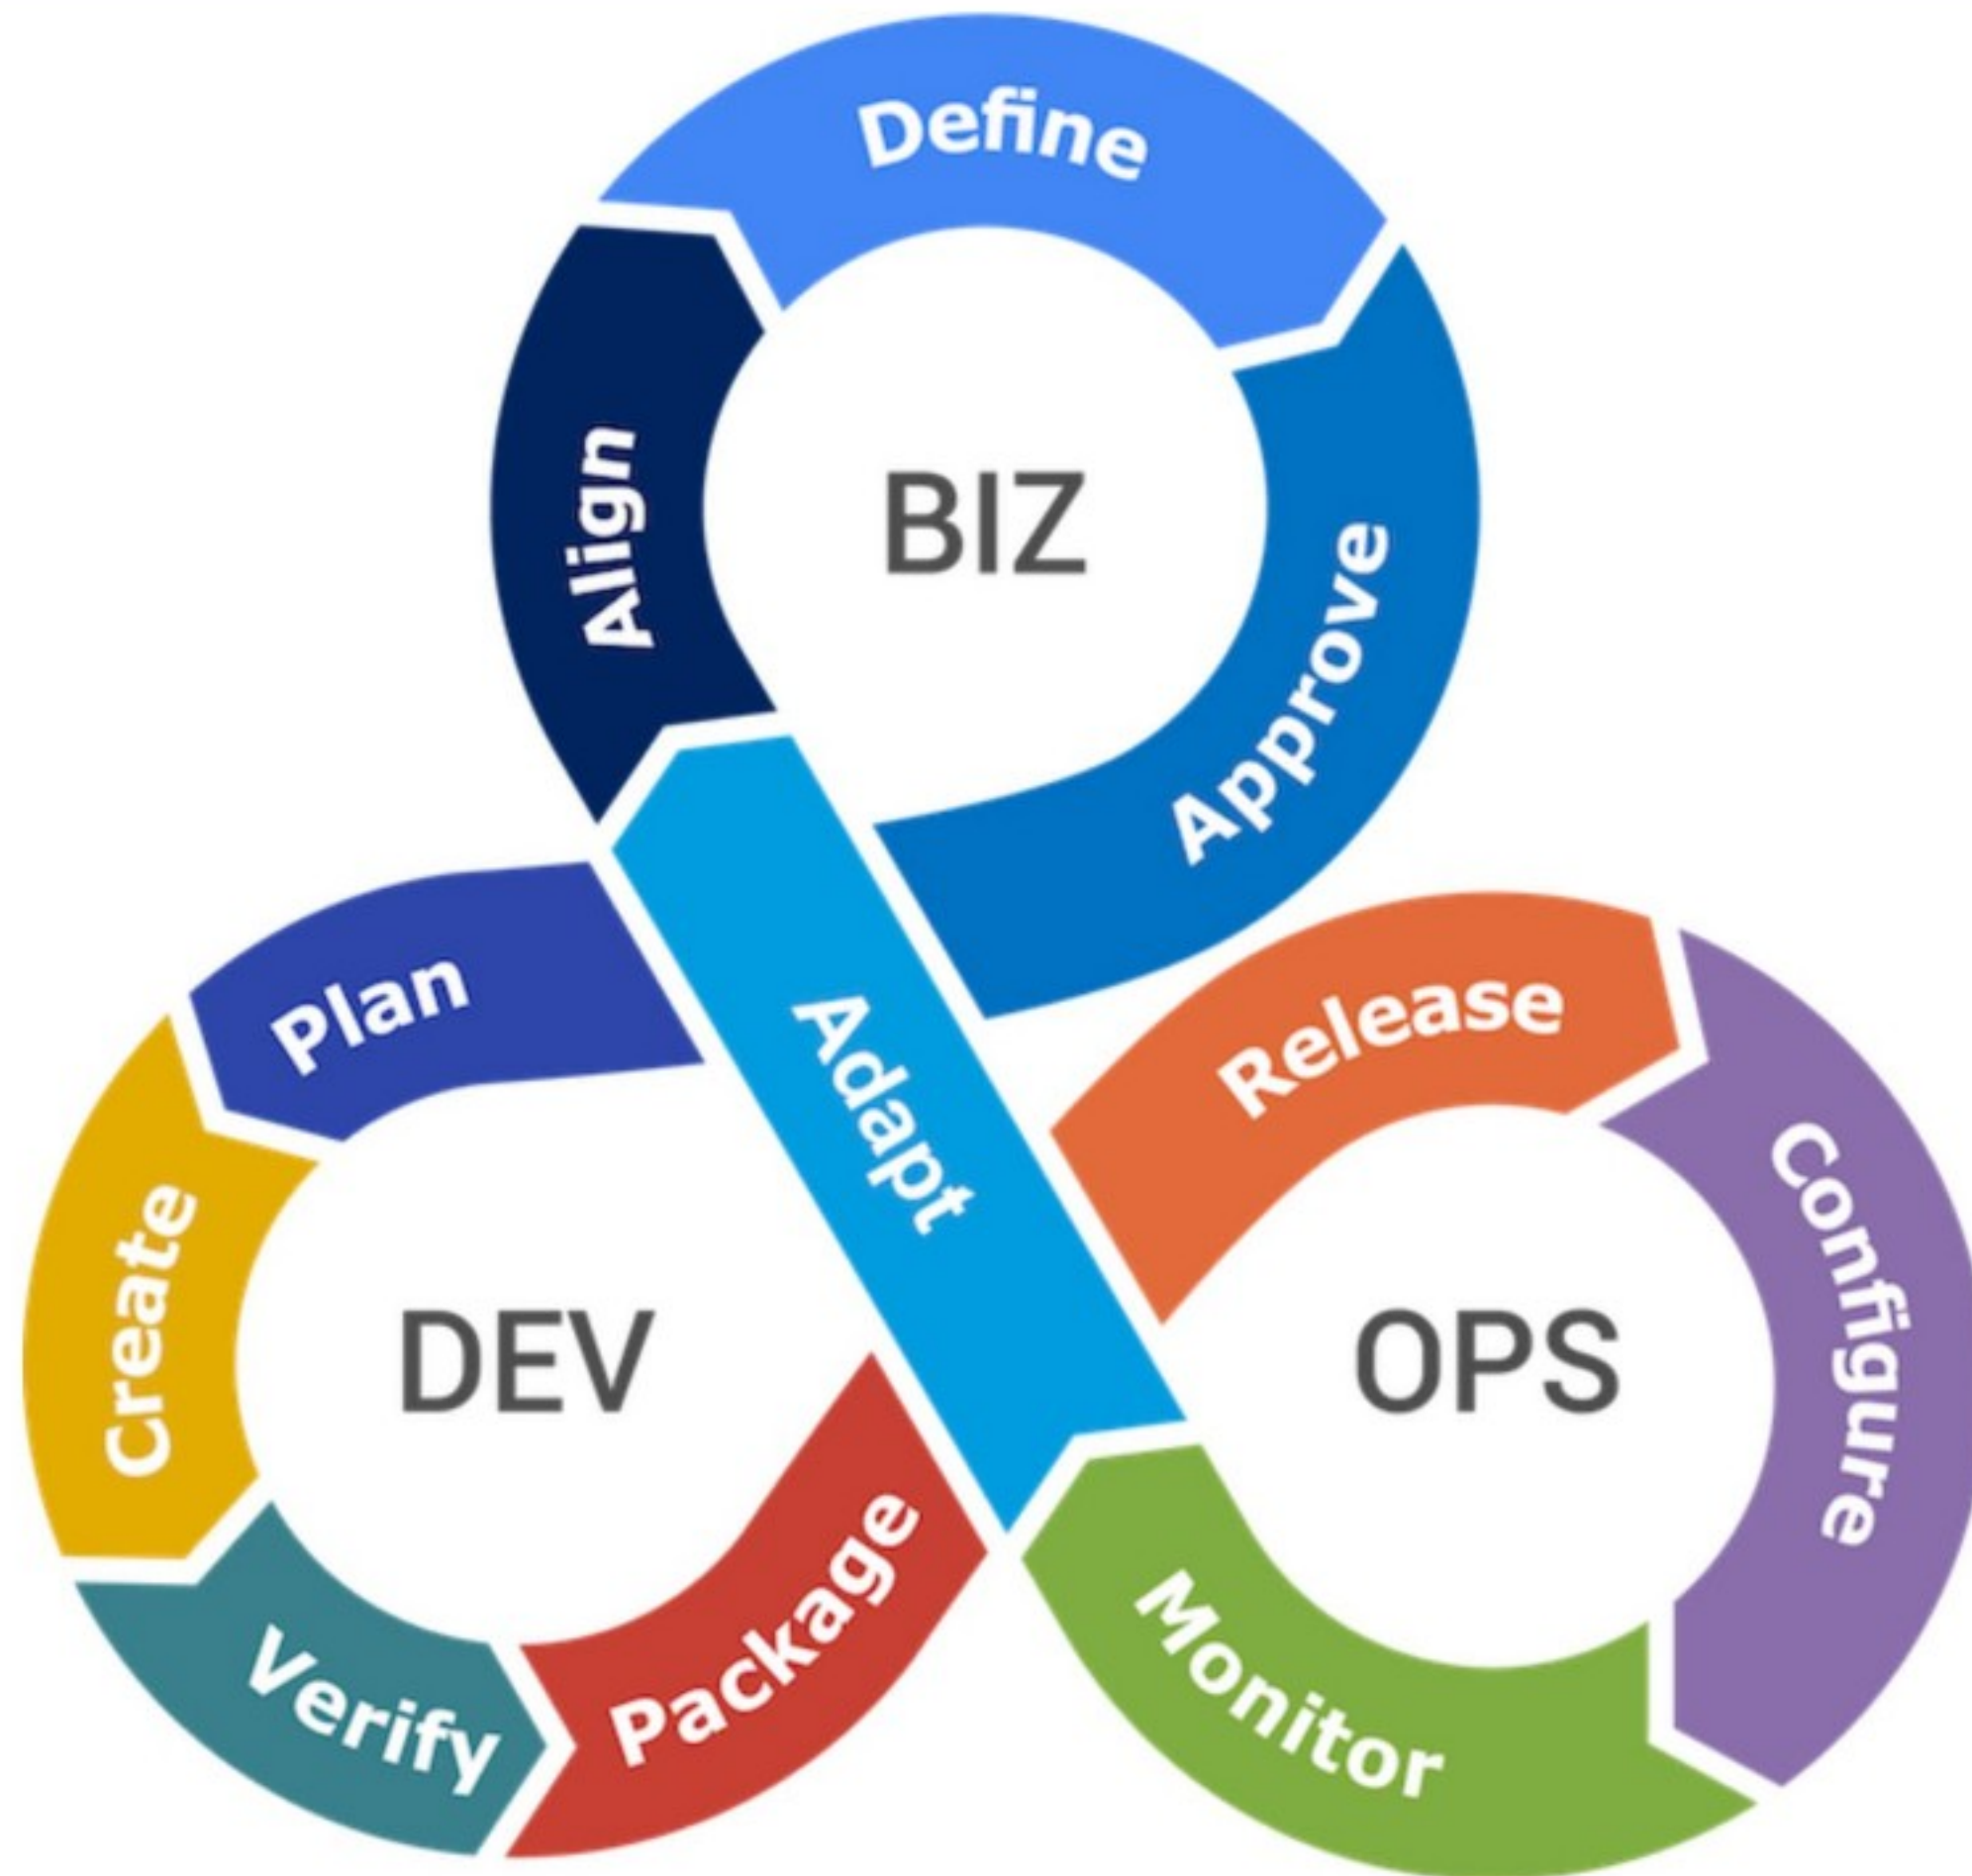 Define
Align
BIZ
Approve
Plan
Adapt
Release
Create
DEV
OPS
Configure
Verify
Package
Monitor